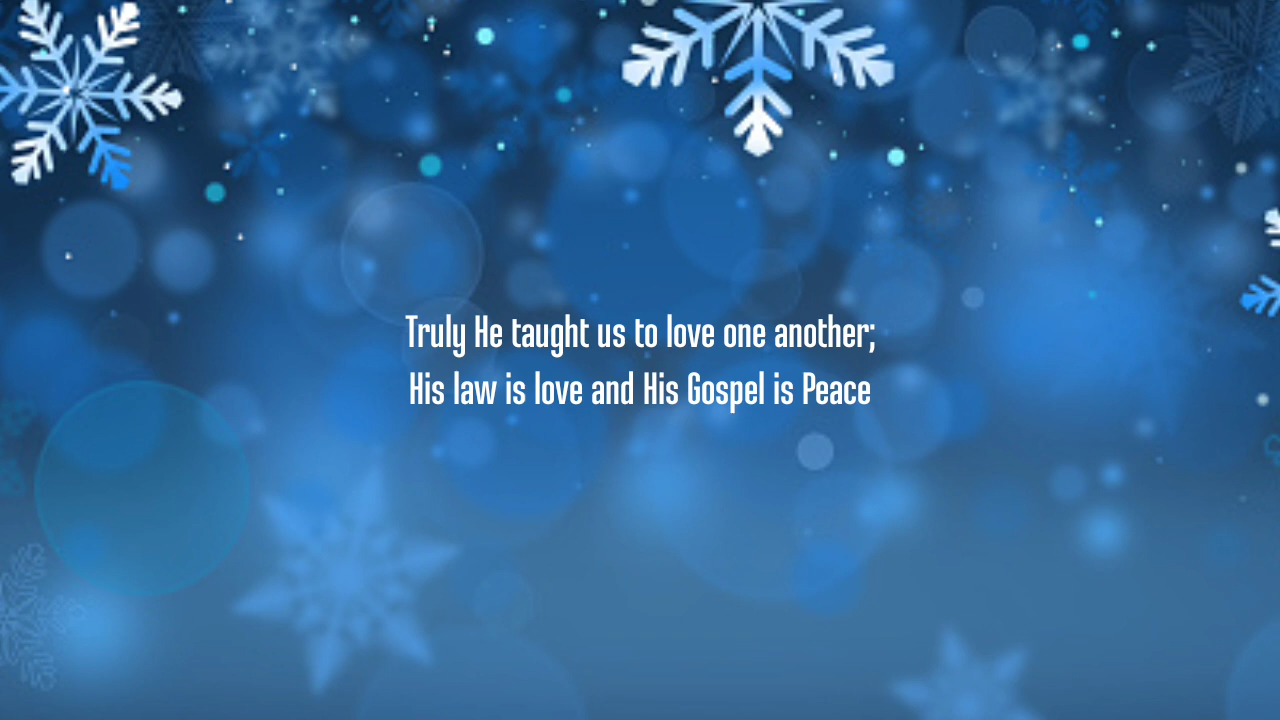 Truly He taught us to love one another;
His law is love and His Gospel is Peace